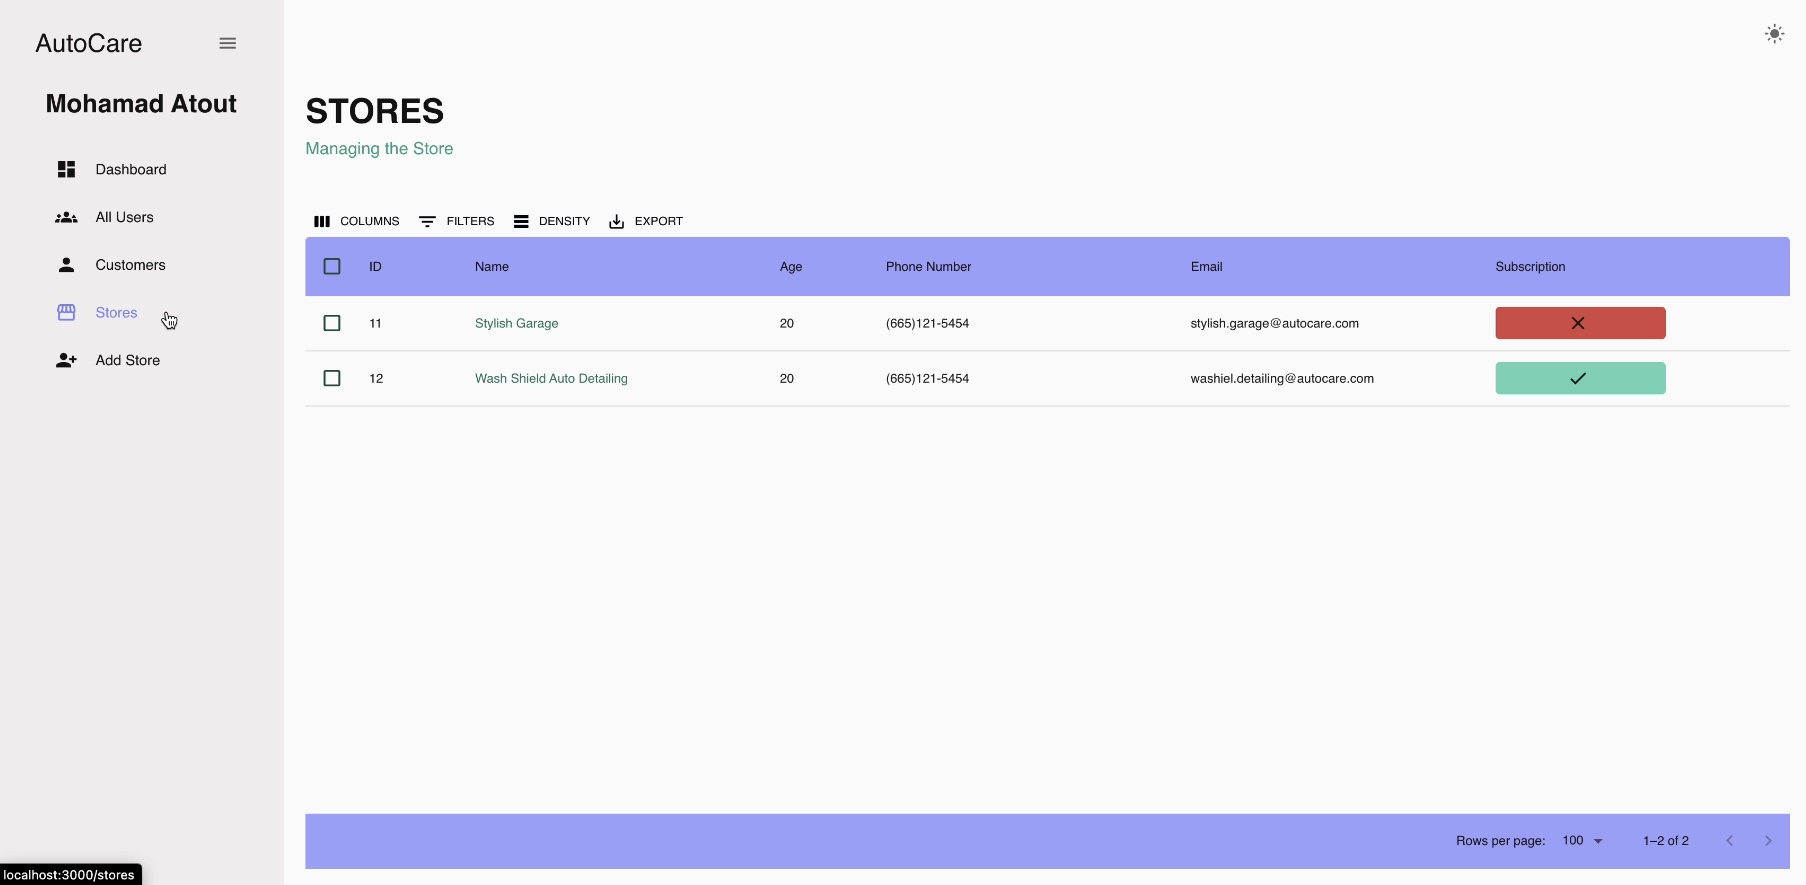 AutoCare
Mohamad Atout
Dashboard
All Users
Customers
Stores
Add Store
STORES
Managing the Store
COLUMNS FILTERS DENSITY EXPORT
ID Name Age Phone Number Email Subscription
11 Stylish Garage 20 (665)121-5454 stylish.garage@autocare.com
12 Wash Shield Auto Detailing 20 (665)121-5454 washiel.detailing@autocare.com
Rows per page: 100 1–2 of 2
localhost:3000/stores